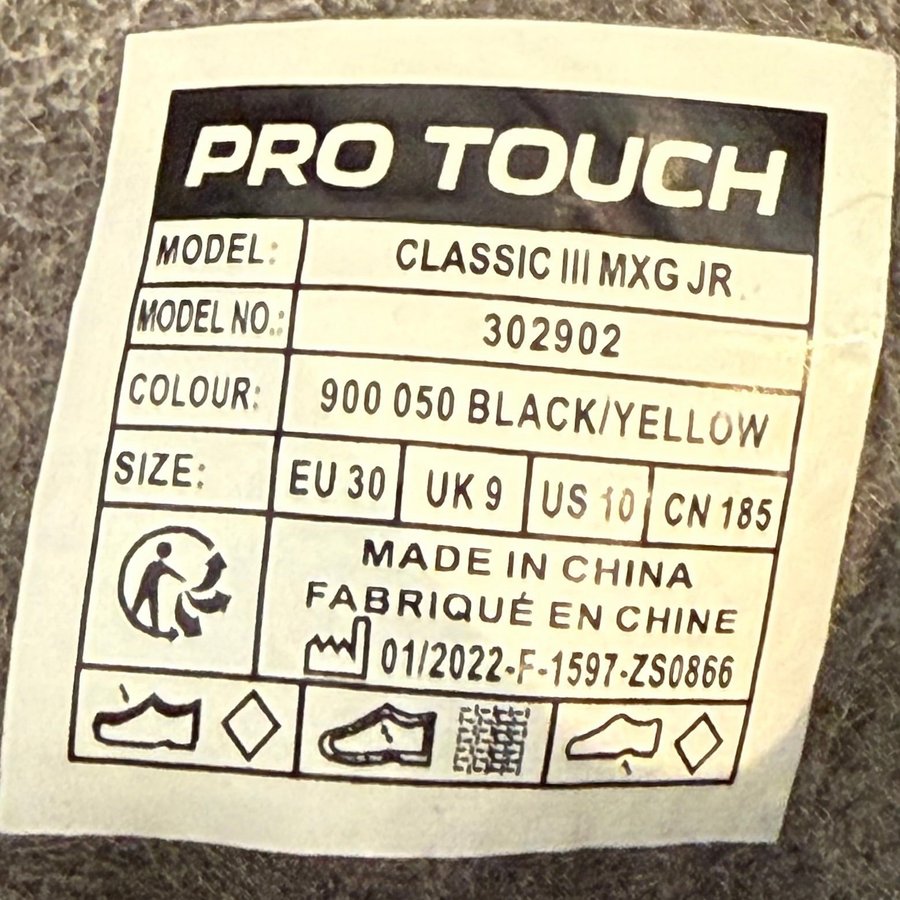 PRO TOUCH
MODEL: CLASSIC III MXG JR
MODEL NO.: 302902
COLOUR: 900 050 BLACK/YELLOW
SIZE: EU 30 UK 9 US 10 CN 185
MADE IN CHINA
FABRIQUÉ EN CHINE
01/2022-F-1597-ZS0866